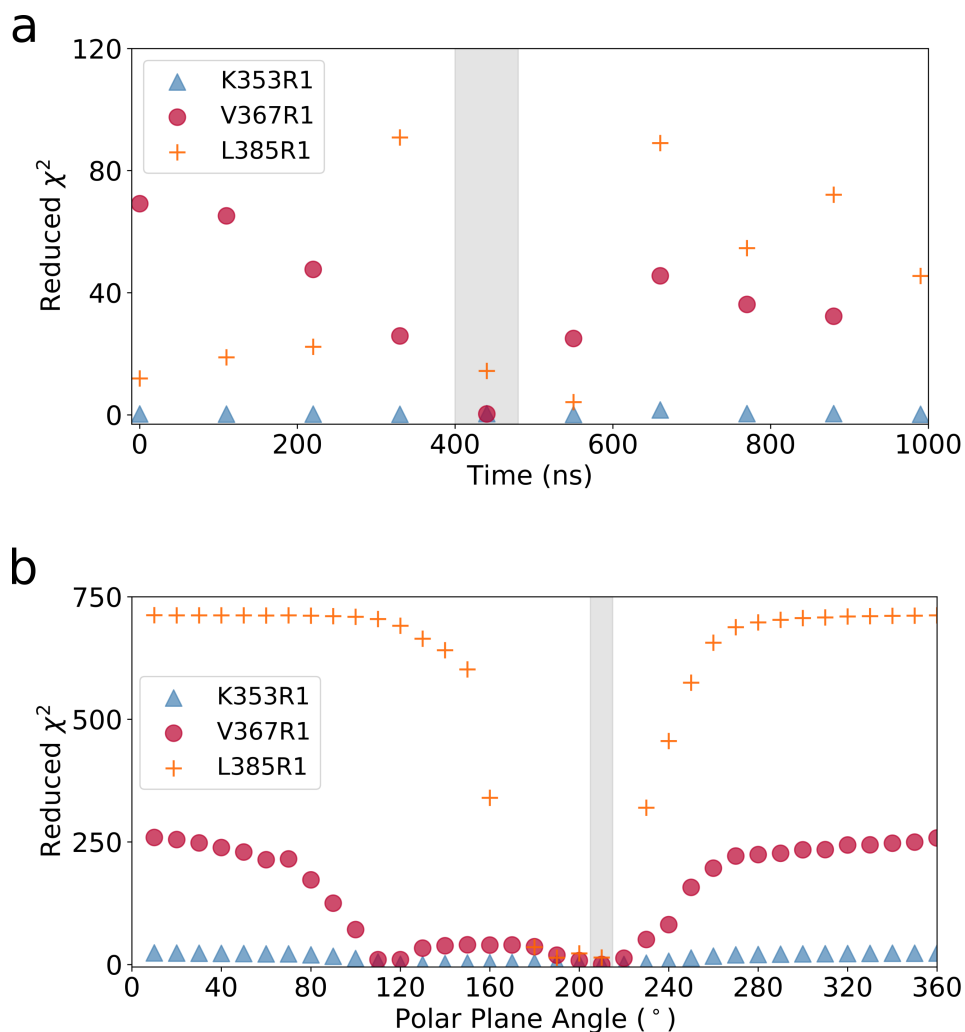 a
120
80
40
0
Reduced χ²
K353R1
V367R1
L385R1
0 200 400 600 800 1000
Time (ns)
b
750
500
250
0
Reduced χ²
K353R1
V367R1
L385R1
0 40 80 120 160 200 240 280 320 360
Polar Plane Angle (°)